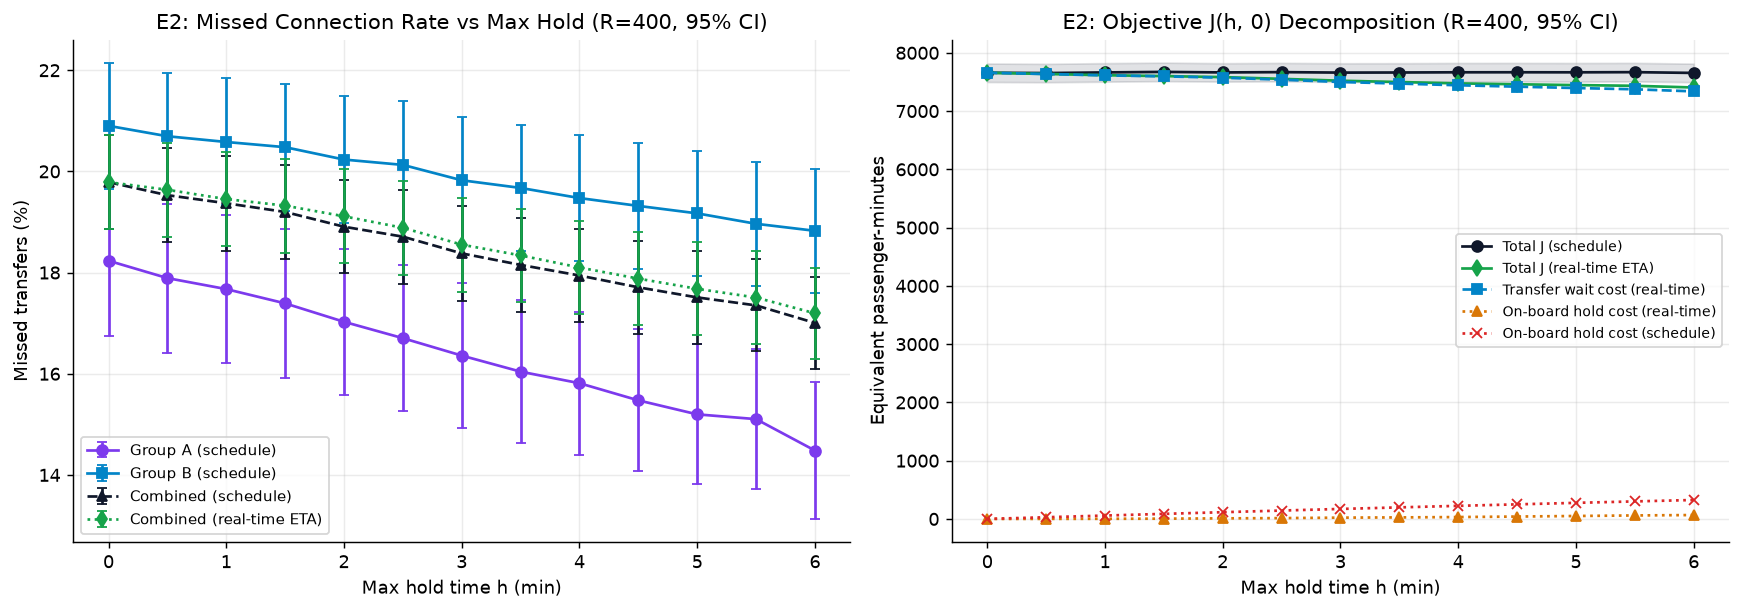 E2: Missed Connection Rate vs Max Hold (R=400, 95% CI)
Missed transfers (%)
22
20
18
16
14
Group A (schedule)
Group B (schedule)
Combined (schedule)
Combined (real-time ETA)
0
1
2
3
4
5
6
Max hold time h (min)
E2: Objective J(h, 0) Decomposition (R=400, 95% CI)
Equivalent passenger-minutes
8000
7000
6000
5000
4000
3000
2000
1000
0
Total J (schedule)
Total J (real-time ETA)
Transfer wait cost (real-time)
On-board hold cost (real-time)
On-board hold cost (schedule)
0
1
2
3
4
5
6
Max hold time h (min)